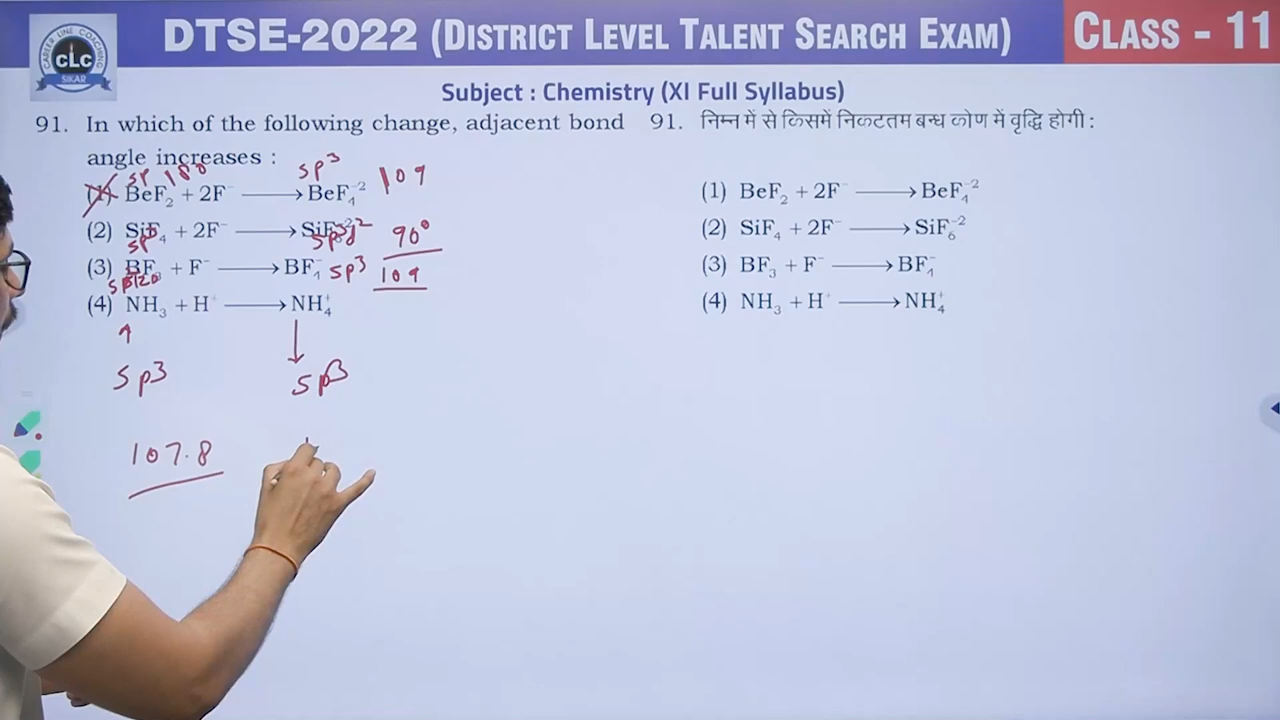 CAREER LINE COACHING
CLC
SIKAR
DTSE-2022 (DISTRICT LEVEL TALENT SEARCH EXAM)
CLASS - 11
Subject : Chemistry (XI Full Syllabus)
91. In which of the following change, adjacent bond
angle increases :
sp 180 sp³
(1) BeF₂ + 2F⁻ ⟶ BeF₄⁻² 109
(2) SiF₄ + 2F⁻ ⟶ SiF₆⁻² 90°
sp³ sp³d²
(3) BF₃ + F⁻ ⟶ BF₄⁻ sp³ 109
sp² 120
(4) NH₃ + H⁺ ⟶ NH₄⁺
sp³ sp³
107.8
91. निम्न में से किसमें निकटतम बन्ध कोण में वृद्धि होगी :
(1) BeF₂ + 2F⁻ ⟶ BeF₄⁻²
(2) SiF₄ + 2F⁻ ⟶ SiF₆⁻²
(3) BF₃ + F⁻ ⟶ BF₄⁻
(4) NH₃ + H⁺ ⟶ NH₄⁺